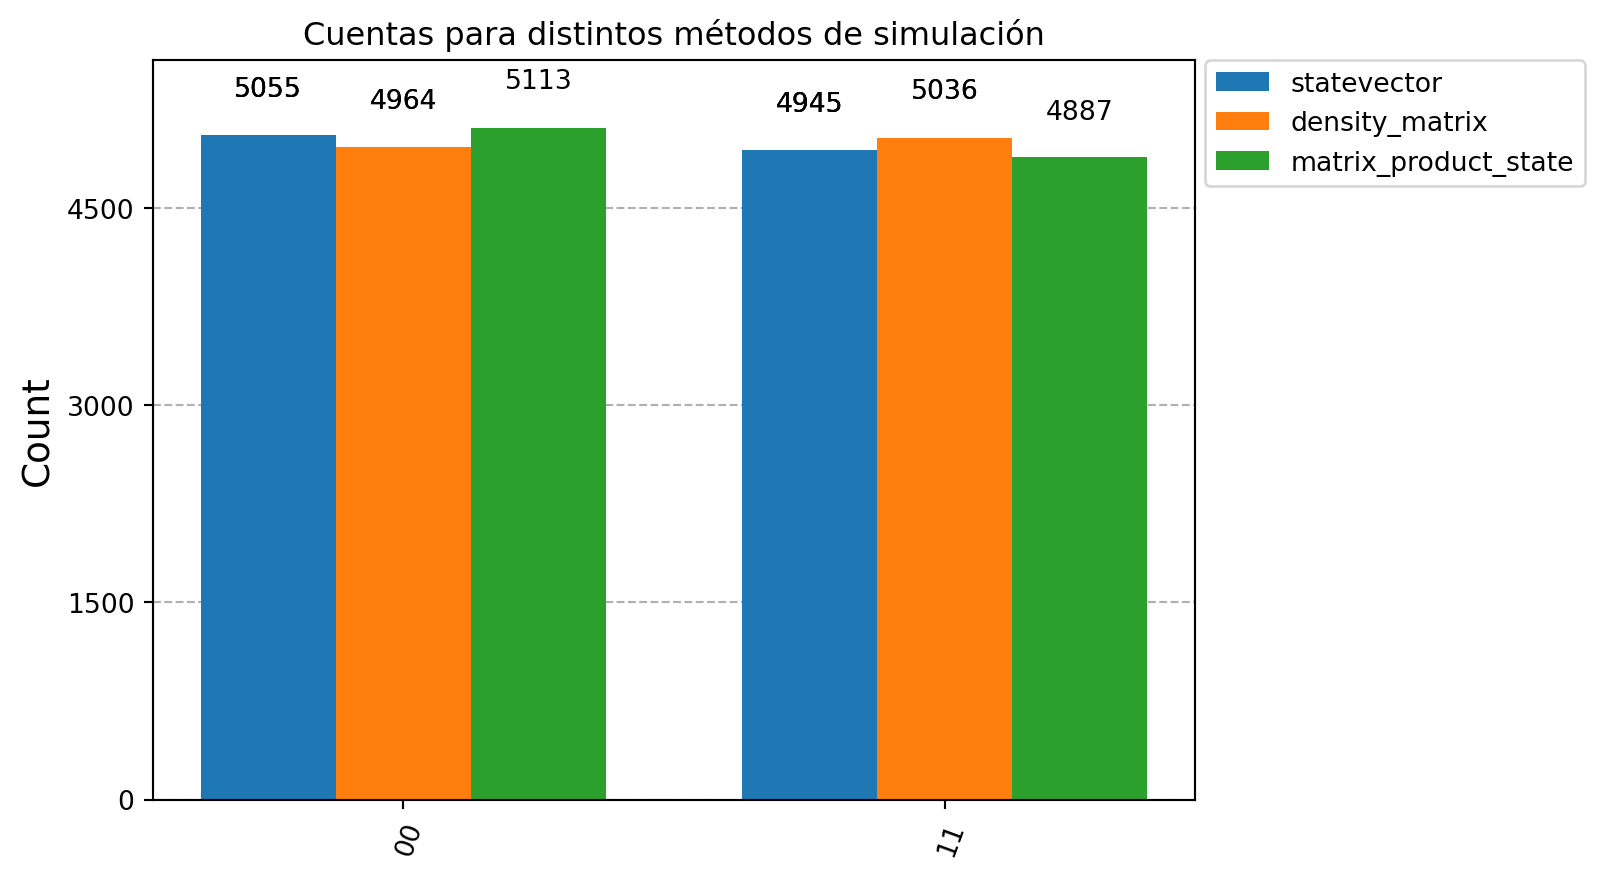 Cuentas para distintos métodos de simulación
5055
4964
5113
4945
5036
4887
statevector
density_matrix
matrix_product_state
Count
4500
3000
1500
0
00
11